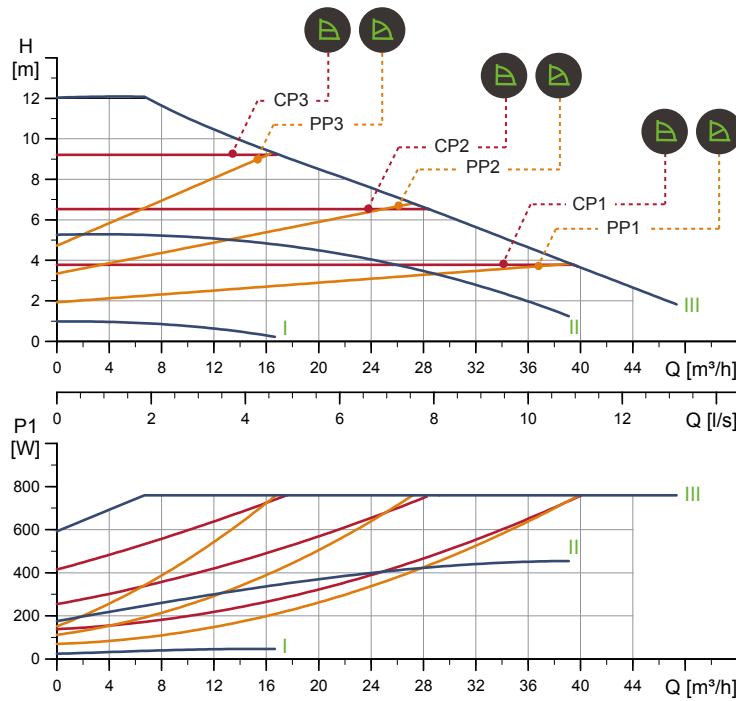 H
[m]
CP3
PP3
CP2
PP2
CP1
PP1
12
10
8
6
4
2
0
I
II
III
0 4 8 12 16 20 24 28 32 36 40 44 Q [m³/h]
0 2 4 6 8 10 12 Q [l/s]
P1
[W]
800
600
400
200
0
III
II
I
0 4 8 12 16 20 24 28 32 36 40 44 Q [m³/h]